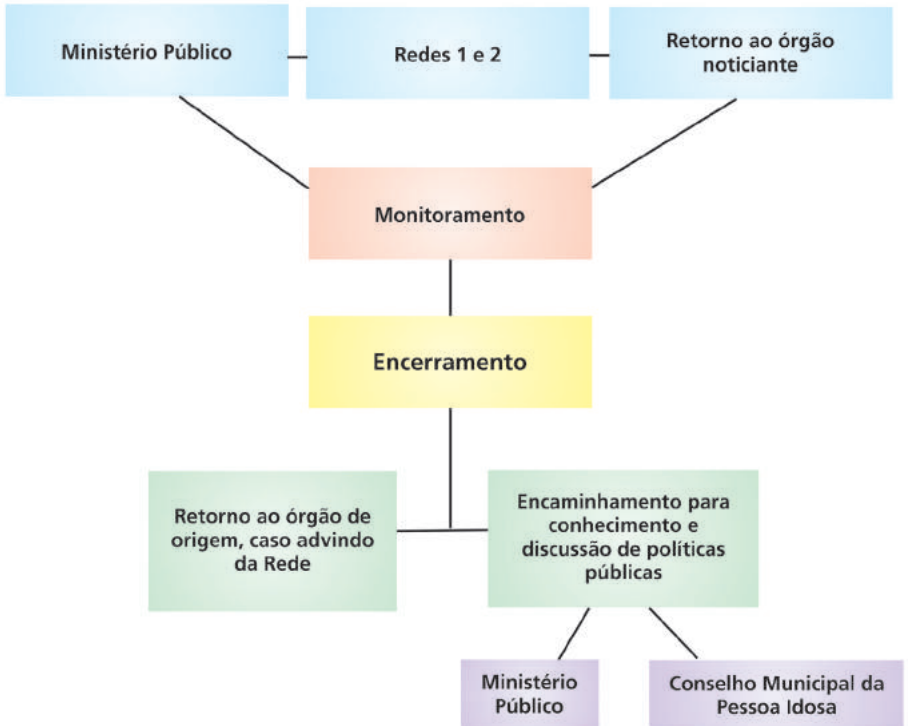 Ministério Público
Redes 1 e 2
Retorno ao órgão
noticiante
Monitoramento
Encerramento
Retorno ao órgão de
origem, caso advindo
da Rede
Encaminhamento para
conhecimento e
discussão de políticas
públicas
Ministério
Público
Conselho Municipal da
Pessoa Idosa